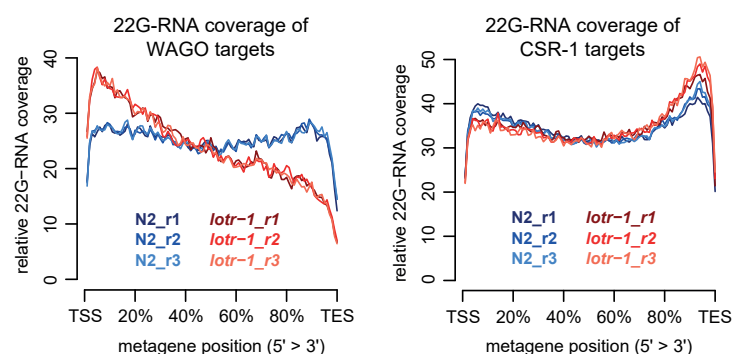 22G-RNA coverage of
WAGO targets
relative 22G−RNA coverage
40
30
20
10
0
N2_r1 lotr−1_r1
N2_r2 lotr−1_r2
N2_r3 lotr−1_r3
TSS 20% 40% 60% 80% TES
metagene position (5' > 3')
22G-RNA coverage of
CSR-1 targets
relative 22G−RNA coverage
50
40
30
20
10
0
N2_r1 lotr−1_r1
N2_r2 lotr−1_r2
N2_r3 lotr−1_r3
TSS 20% 40% 60% 80% TES
metagene position (5' > 3')